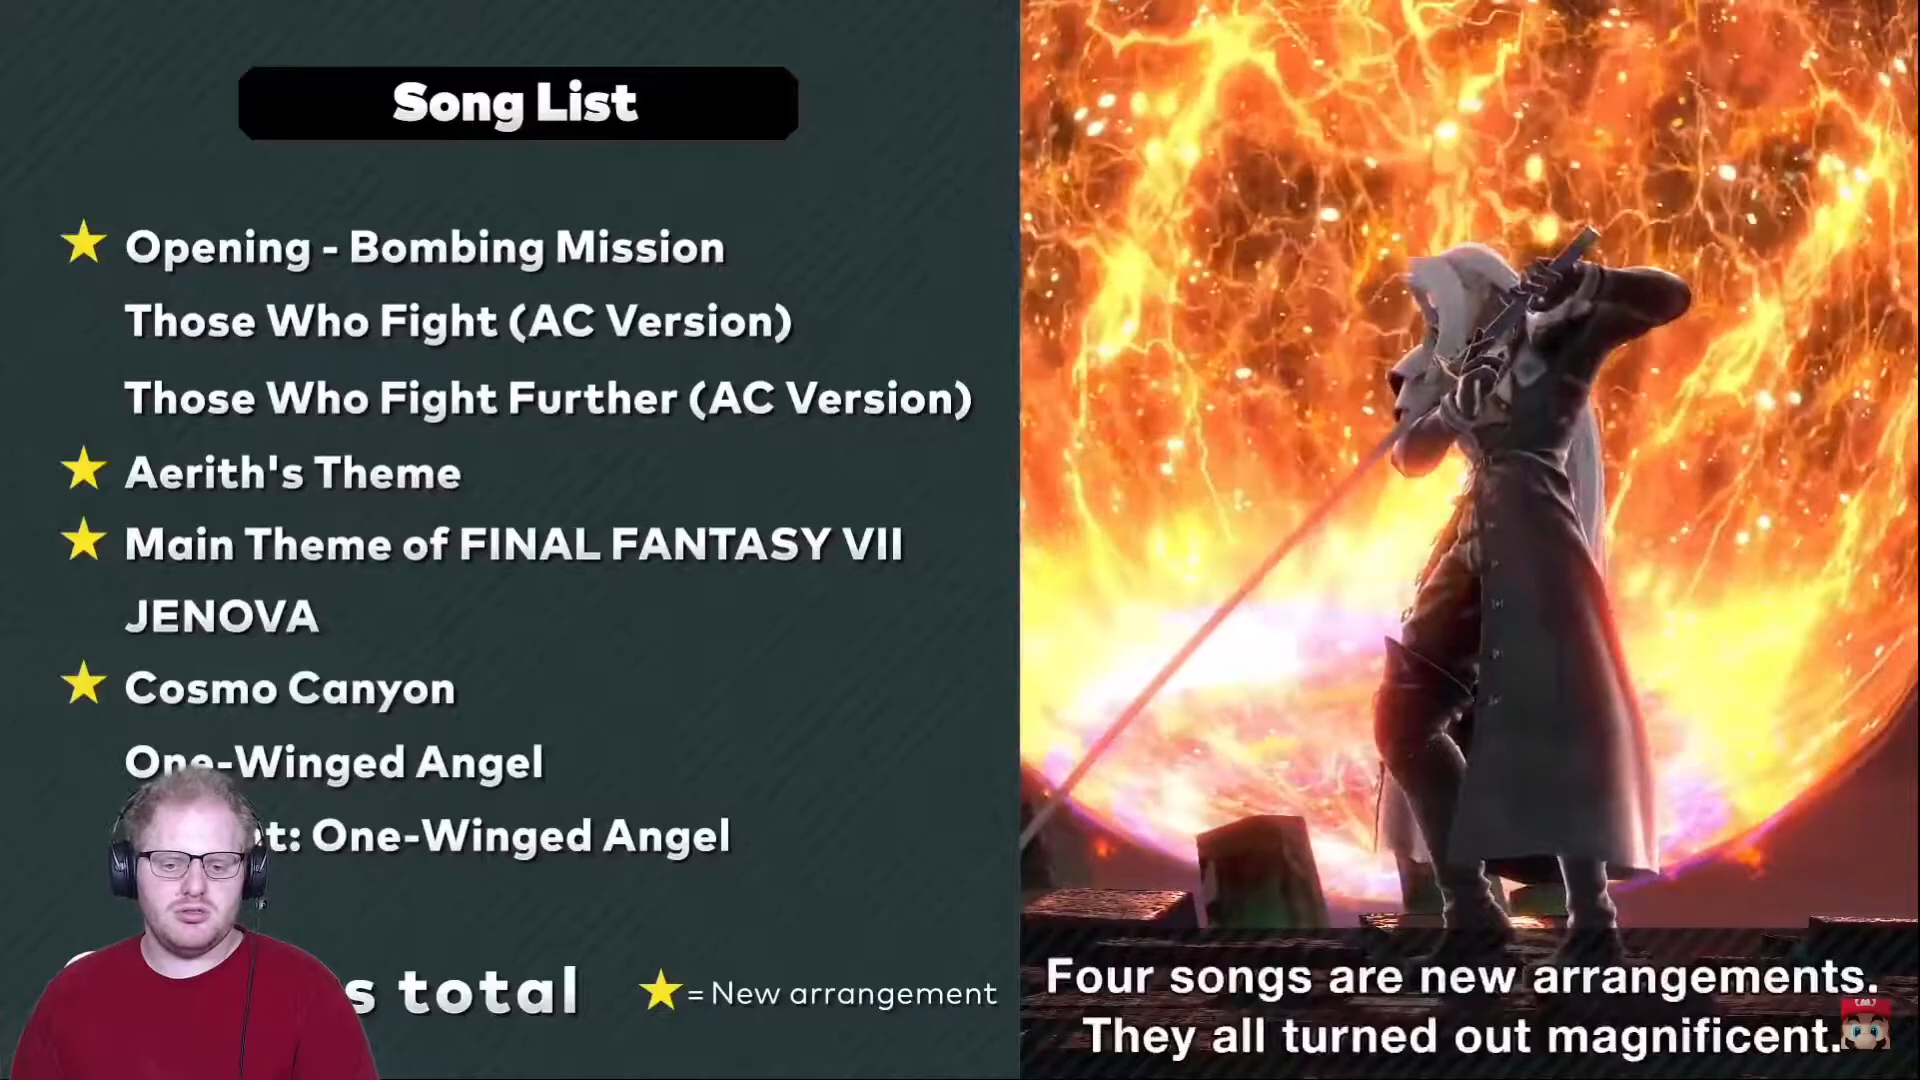 Song List
★ Opening - Bombing Mission
Those Who Fight (AC Version)
Those Who Fight Further (AC Version)
★ Aerith's Theme
★ Main Theme of FINAL FANTASY VII
JENOVA
★ Cosmo Canyon
One-Winged Angel
t: One-Winged Angel
s total
★ = New arrangement
Four songs are new arrangements.
They all turned out magnificent.